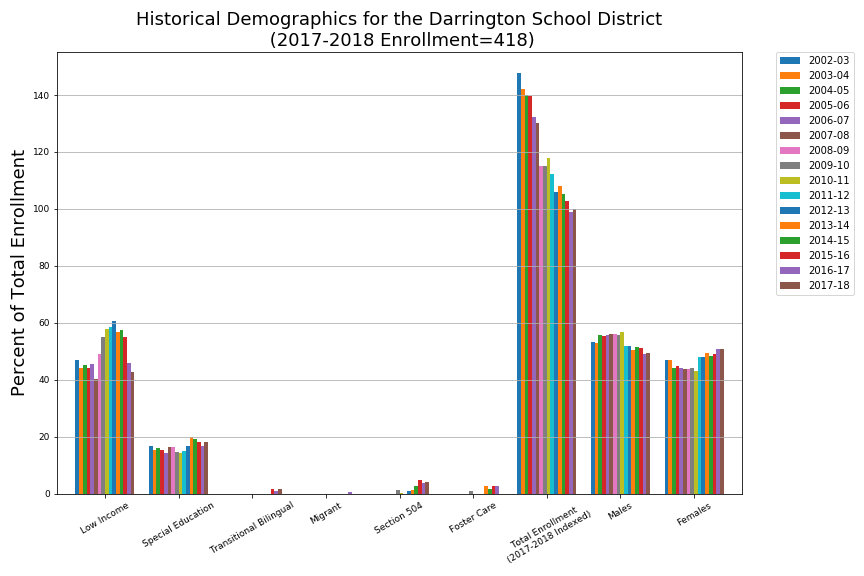 Historical Demographics for the Darrington School District
(2017-2018 Enrollment=418)
Percent of Total Enrollment
140
120
100
80
60
40
20
0
Low Income
Special Education
Transitional Bilingual
Migrant
Section 504
Foster Care
Total Enrollment
(2017-2018 Indexed)
Males
Females
2002-03
2003-04
2004-05
2005-06
2006-07
2007-08
2008-09
2009-10
2010-11
2011-12
2012-13
2013-14
2014-15
2015-16
2016-17
2017-18